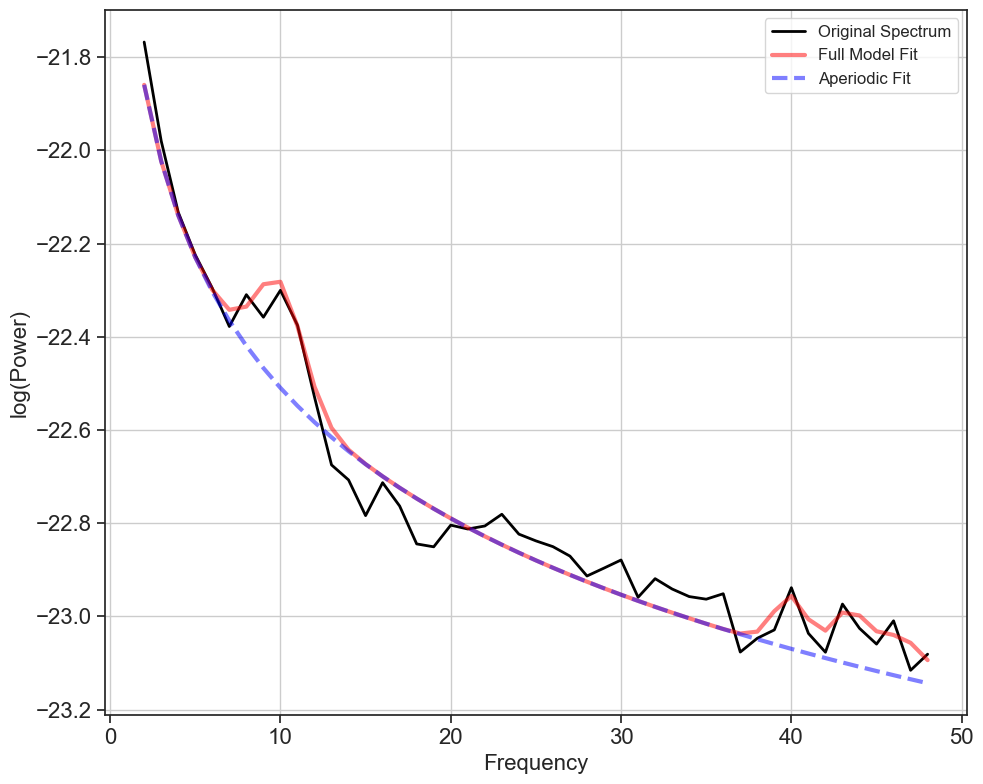 Original Spectrum
Full Model Fit
Aperiodic Fit
−21.8
−22.0
−22.2
−22.4
−22.6
−22.8
−23.0
−23.2
log(Power)
0 10 20 30 40 50
Frequency